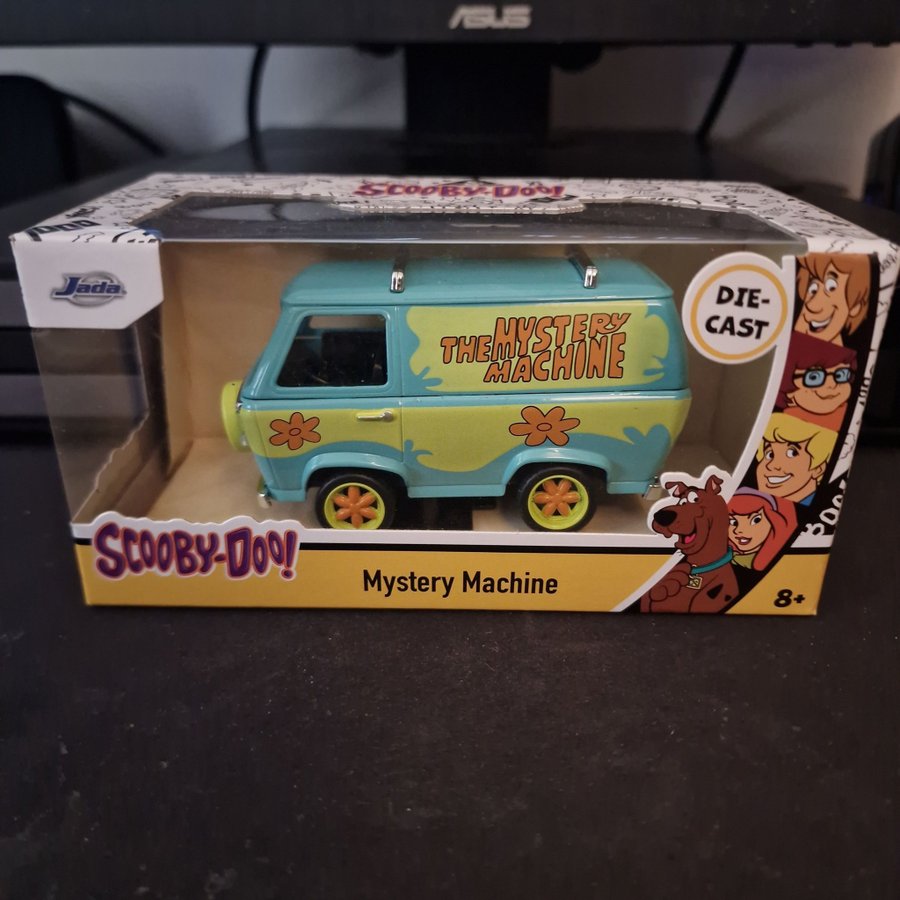 ASUS
SCOOBY-DOO!
Jada
DIE-
CAST
THE MYSTERY
MACHINE
SCOOBY-DOO!
Mystery Machine
8+